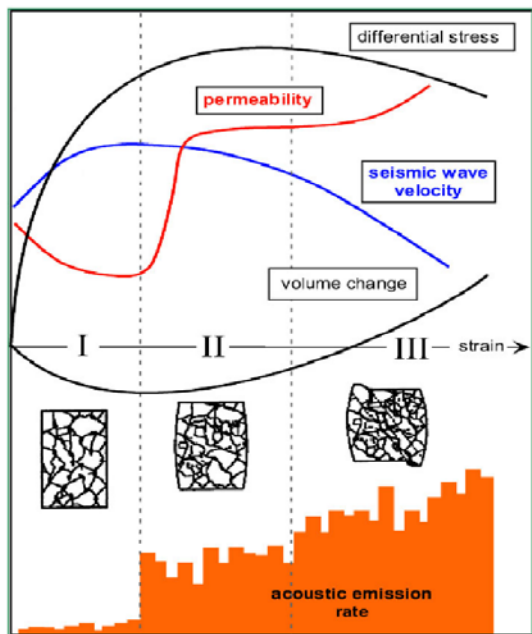 differential stress
permeability
seismic wave
velocity
volume change
I II III strain
acoustic emission
rate